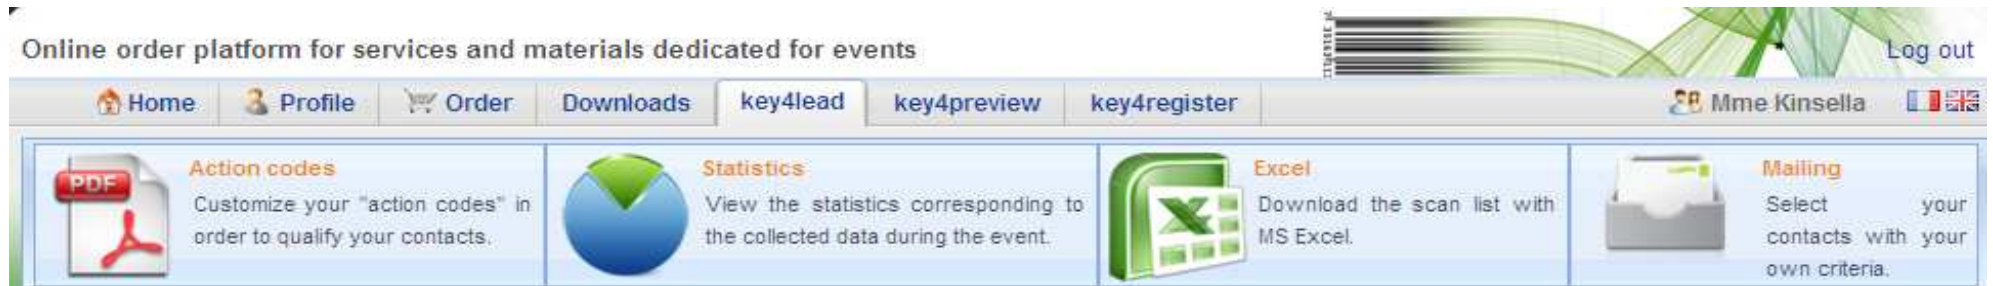 Online order platform for services and materials dedicated for events
Log out
Home Profile Order Downloads key4lead key4preview key4register Mme Kinsella
PDF
Action codes
Customize your "action codes" in
order to qualify your contacts.
Statistics
View the statistics corresponding to
the collected data during the event.
Excel
Download the scan list with
MS Excel.
Mailing
Select your
contacts with your
own criteria.